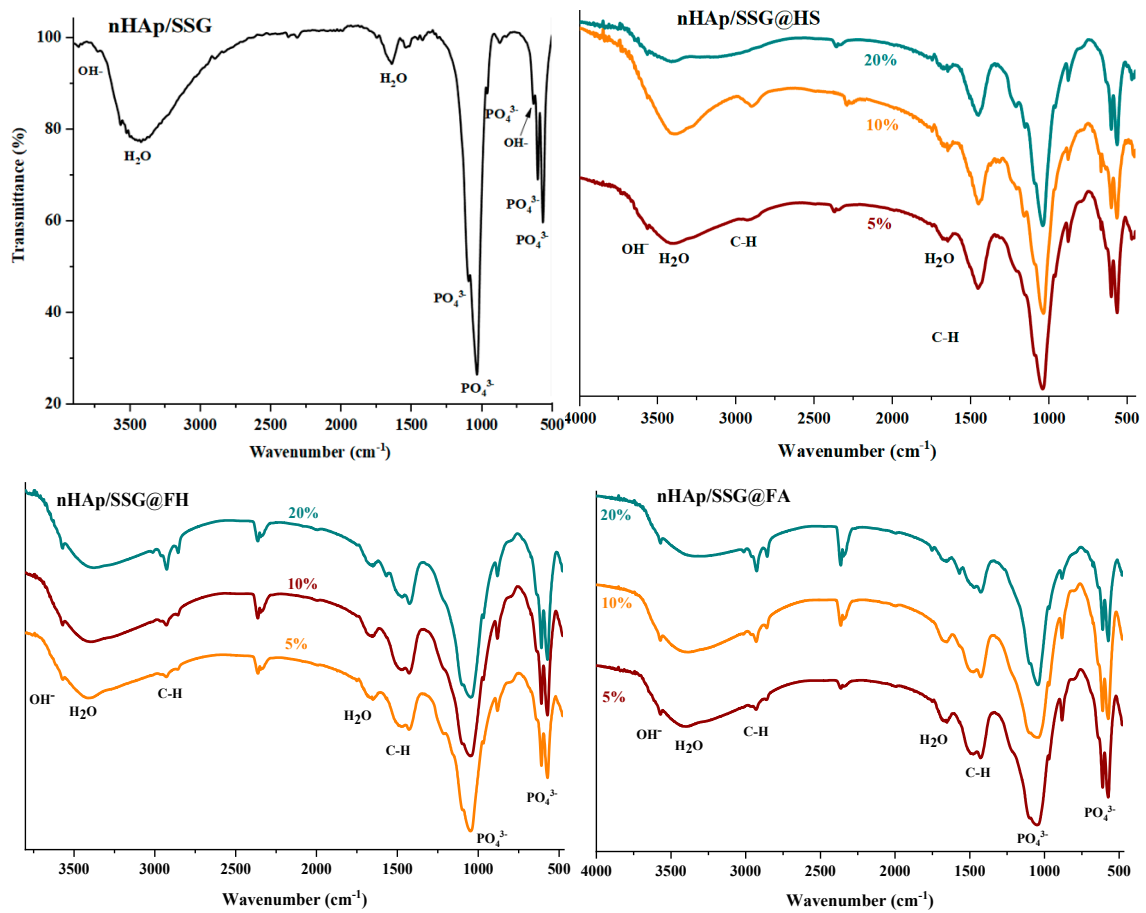 nHAp/SSG
100
80
60
40
20
Transmittance (%)
OH-
H₂O
H₂O
PO₄³⁻
OH-
PO₄³⁻
PO₄³⁻
PO₄³⁻
PO₄³⁻
3500 3000 2500 2000 1500 1000 500
Wavenumber (cm⁻¹)
nHAp/SSG@HS
20%
10%
5%
OH⁻
H₂O
C-H
H₂O
C-H
4000 3500 3000 2500 2000 1500 1000 500
Wavenumber (cm⁻¹)
nHAp/SSG@FH
20%
10%
5%
OH⁻
H₂O
C-H
H₂O
C-H
PO₄³⁻
PO₄³⁻
3500 3000 2500 2000 1500 1000 500
Wavenumber (cm⁻¹)
nHAp/SSG@FA
20%
10%
5%
OH⁻
H₂O
C-H
H₂O
C-H
PO₄³⁻
PO₄³⁻
4000 3500 3000 2500 2000 1500 1000 500
Wavenumber (cm⁻¹)